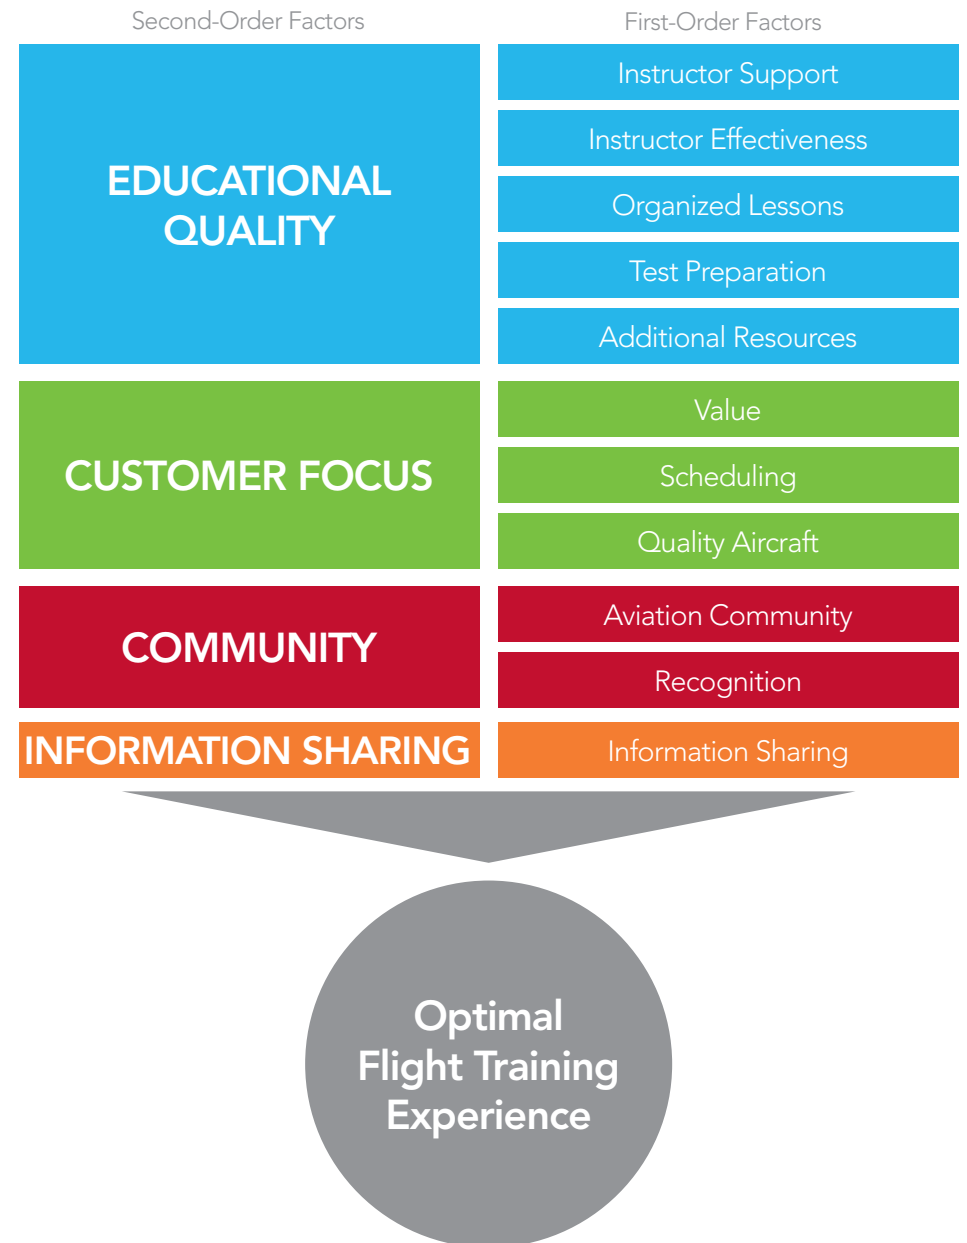 Second-Order Factors
First-Order Factors
EDUCATIONAL
QUALITY
Instructor Support
Instructor Effectiveness
Organized Lessons
Test Preparation
Additional Resources
CUSTOMER FOCUS
Value
Scheduling
Quality Aircraft
COMMUNITY
Aviation Community
Recognition
INFORMATION SHARING
Information Sharing
Optimal
Flight Training
Experience